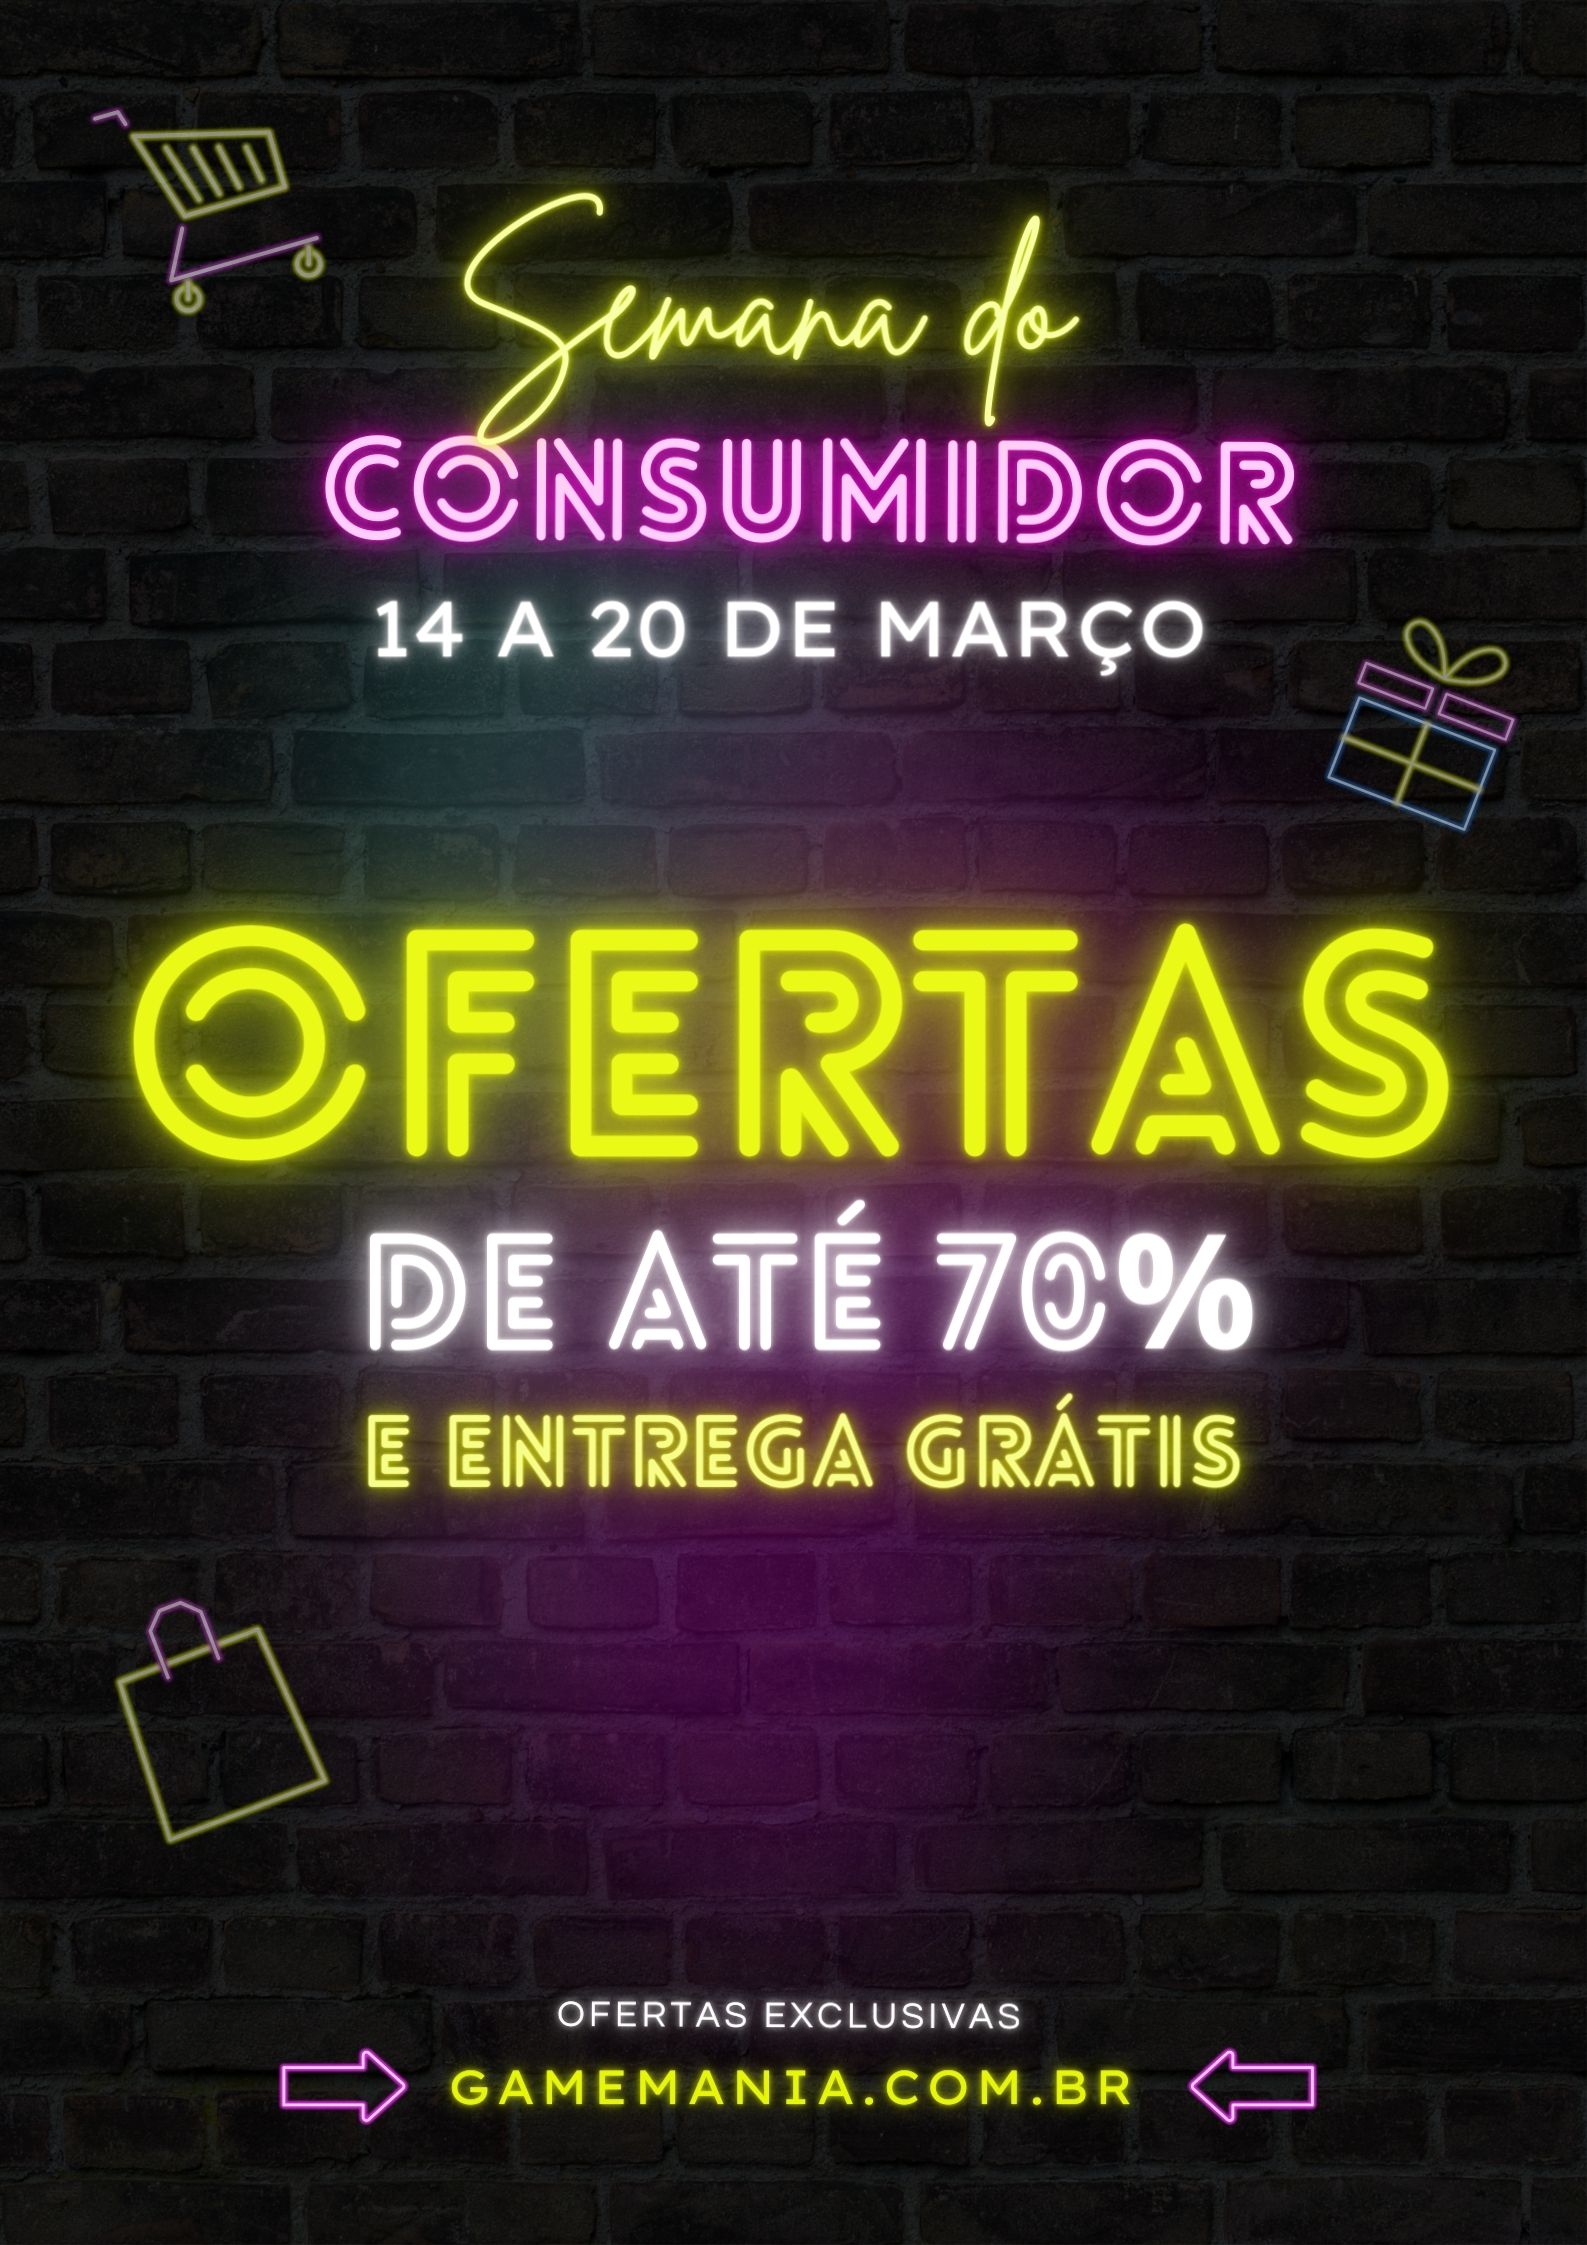 Semana do
CONSUMIDOR
14 A 20 DE MARÇO
OFERTAS
DE ATÉ 70%
E ENTREGA GRÁTIS
OFERTAS EXCLUSIVAS
GAMEMANIA.COM.BR